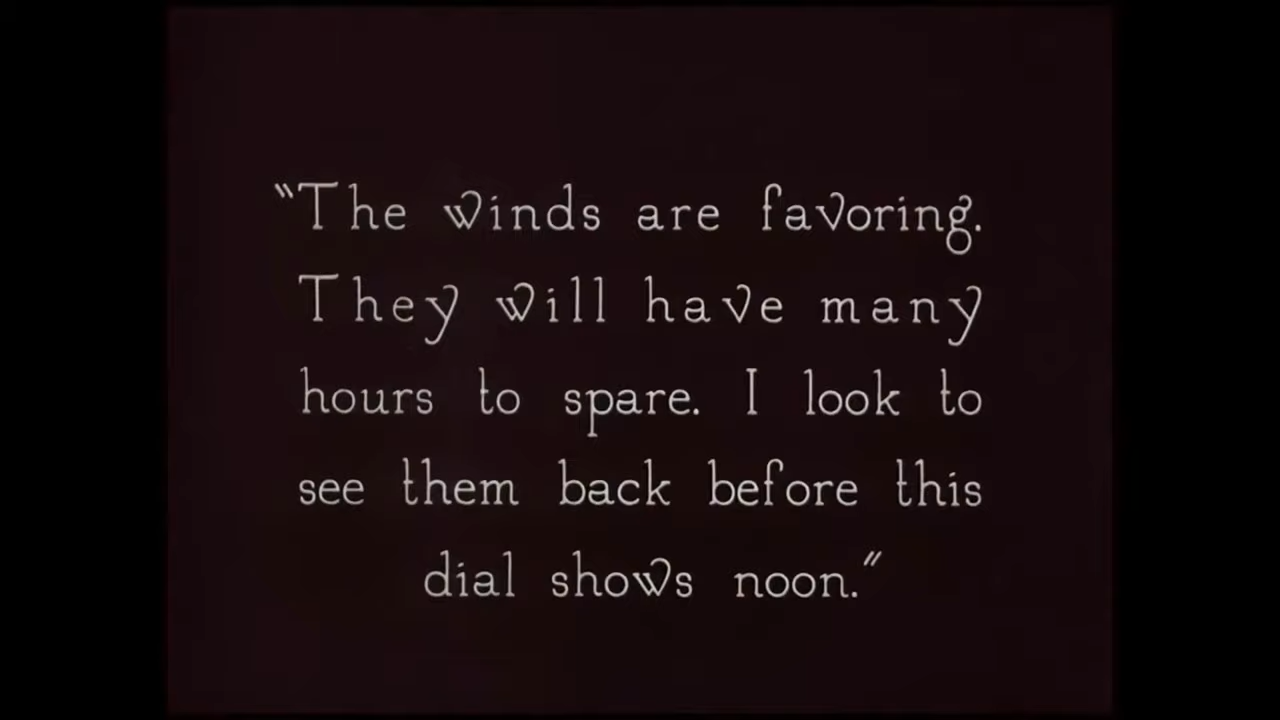 "The winds are favoring.
They will have many
hours to spare. I look to
see them back before this
dial shows noon."